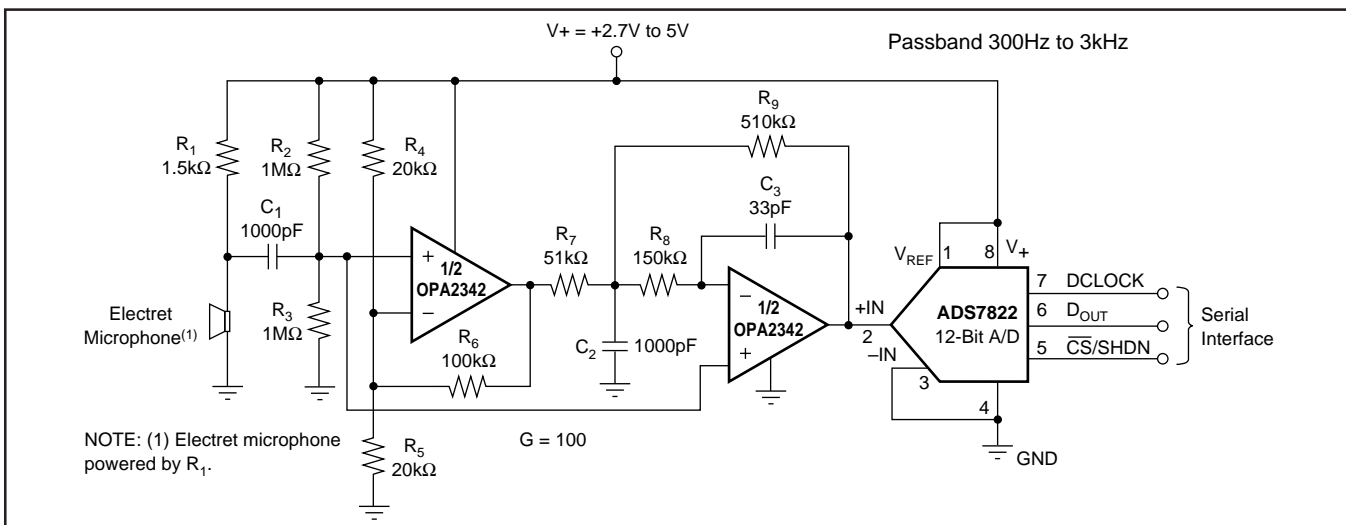 V+ = +2.7V to 5V
Passband 300Hz to 3kHz
R1
1.5kΩ
R2
1MΩ
R4
20kΩ
R9
510kΩ
C1
1000pF
C3
33pF
R7
51kΩ
R8
150kΩ
+
1/2
OPA2342
–
VREF
1
8
V+
7 DCLOCK
Electret
Microphone(1)
R3
1MΩ
R6
100kΩ
C2
1000pF
–
1/2
OPA2342
+
+IN
2
–IN
3
ADS7822
12-Bit A/D
6 DOUT
5 CS/SHDN
Serial
Interface
4
NOTE: (1) Electret microphone
powered by R1.
R5
20kΩ
G = 100
GND